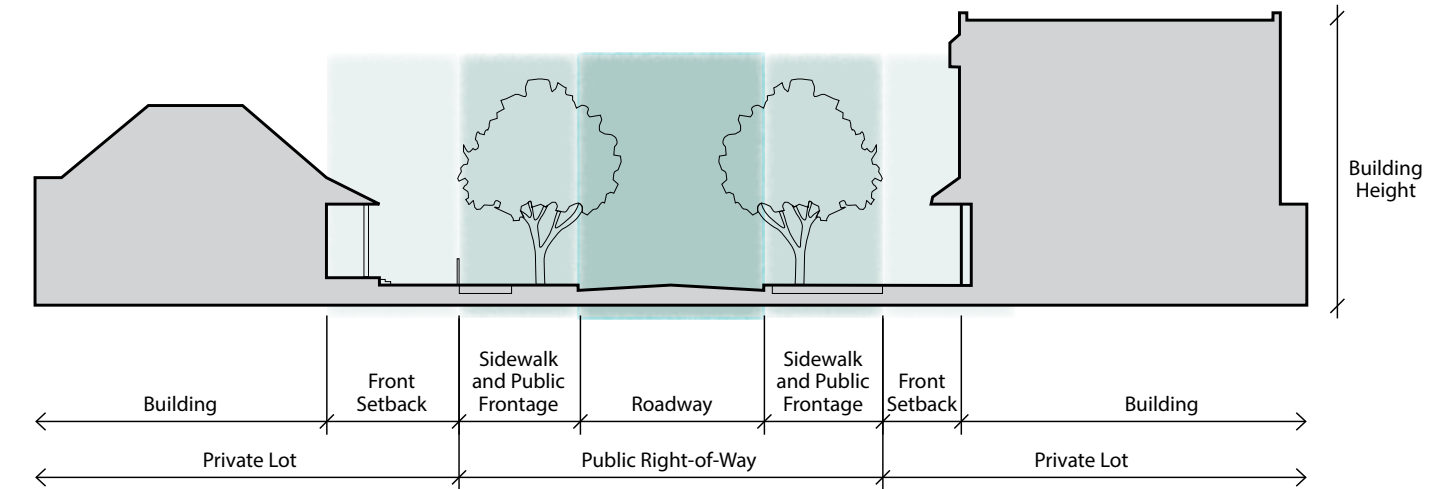 Building
Height
Building
Front
Setback
Sidewalk
and Public
Frontage
Roadway
Sidewalk
and Public
Frontage
Front
Setback
Building
Private Lot
Public Right-of-Way
Private Lot